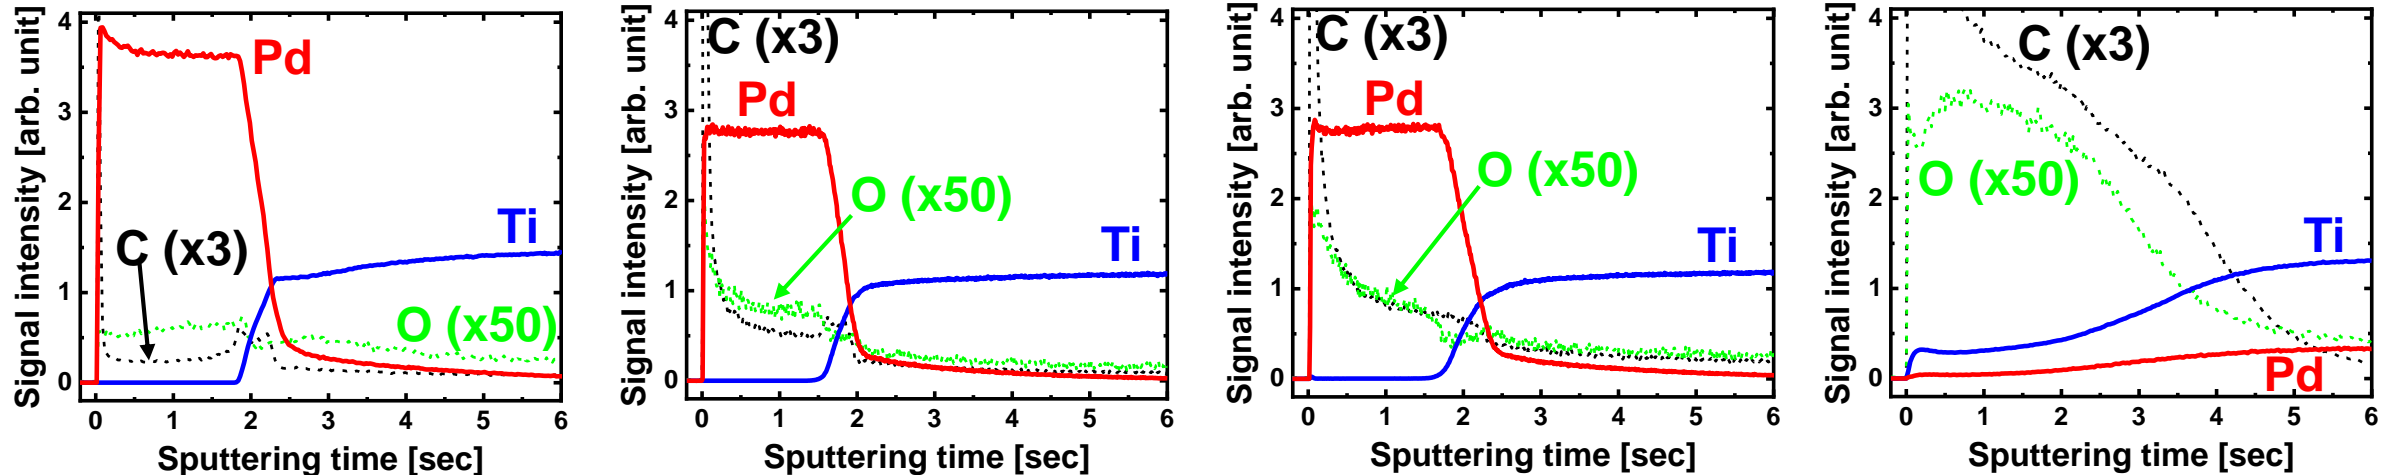 Signal intensity [arb. unit]
4
3
2
1
0
Pd
Ti
C (x3)
O (x50)
0 1 2 3 4 5 6
Sputtering time [sec]
Signal intensity [arb. unit]
4
3
2
1
0
C (x3)
Pd
O (x50)
Ti
0 1 2 3 4 5 6
Sputtering time [sec]
Signal intensity [arb. unit]
4
3
2
1
0
C (x3)
Pd
O (x50)
Ti
0 1 2 3 4 5 6
Sputtering time [sec]
Signal intensity [arb. unit]
4
3
2
1
0
C (x3)
O (x50)
Ti
Pd
0 1 2 3 4 5 6
Sputtering time [sec]